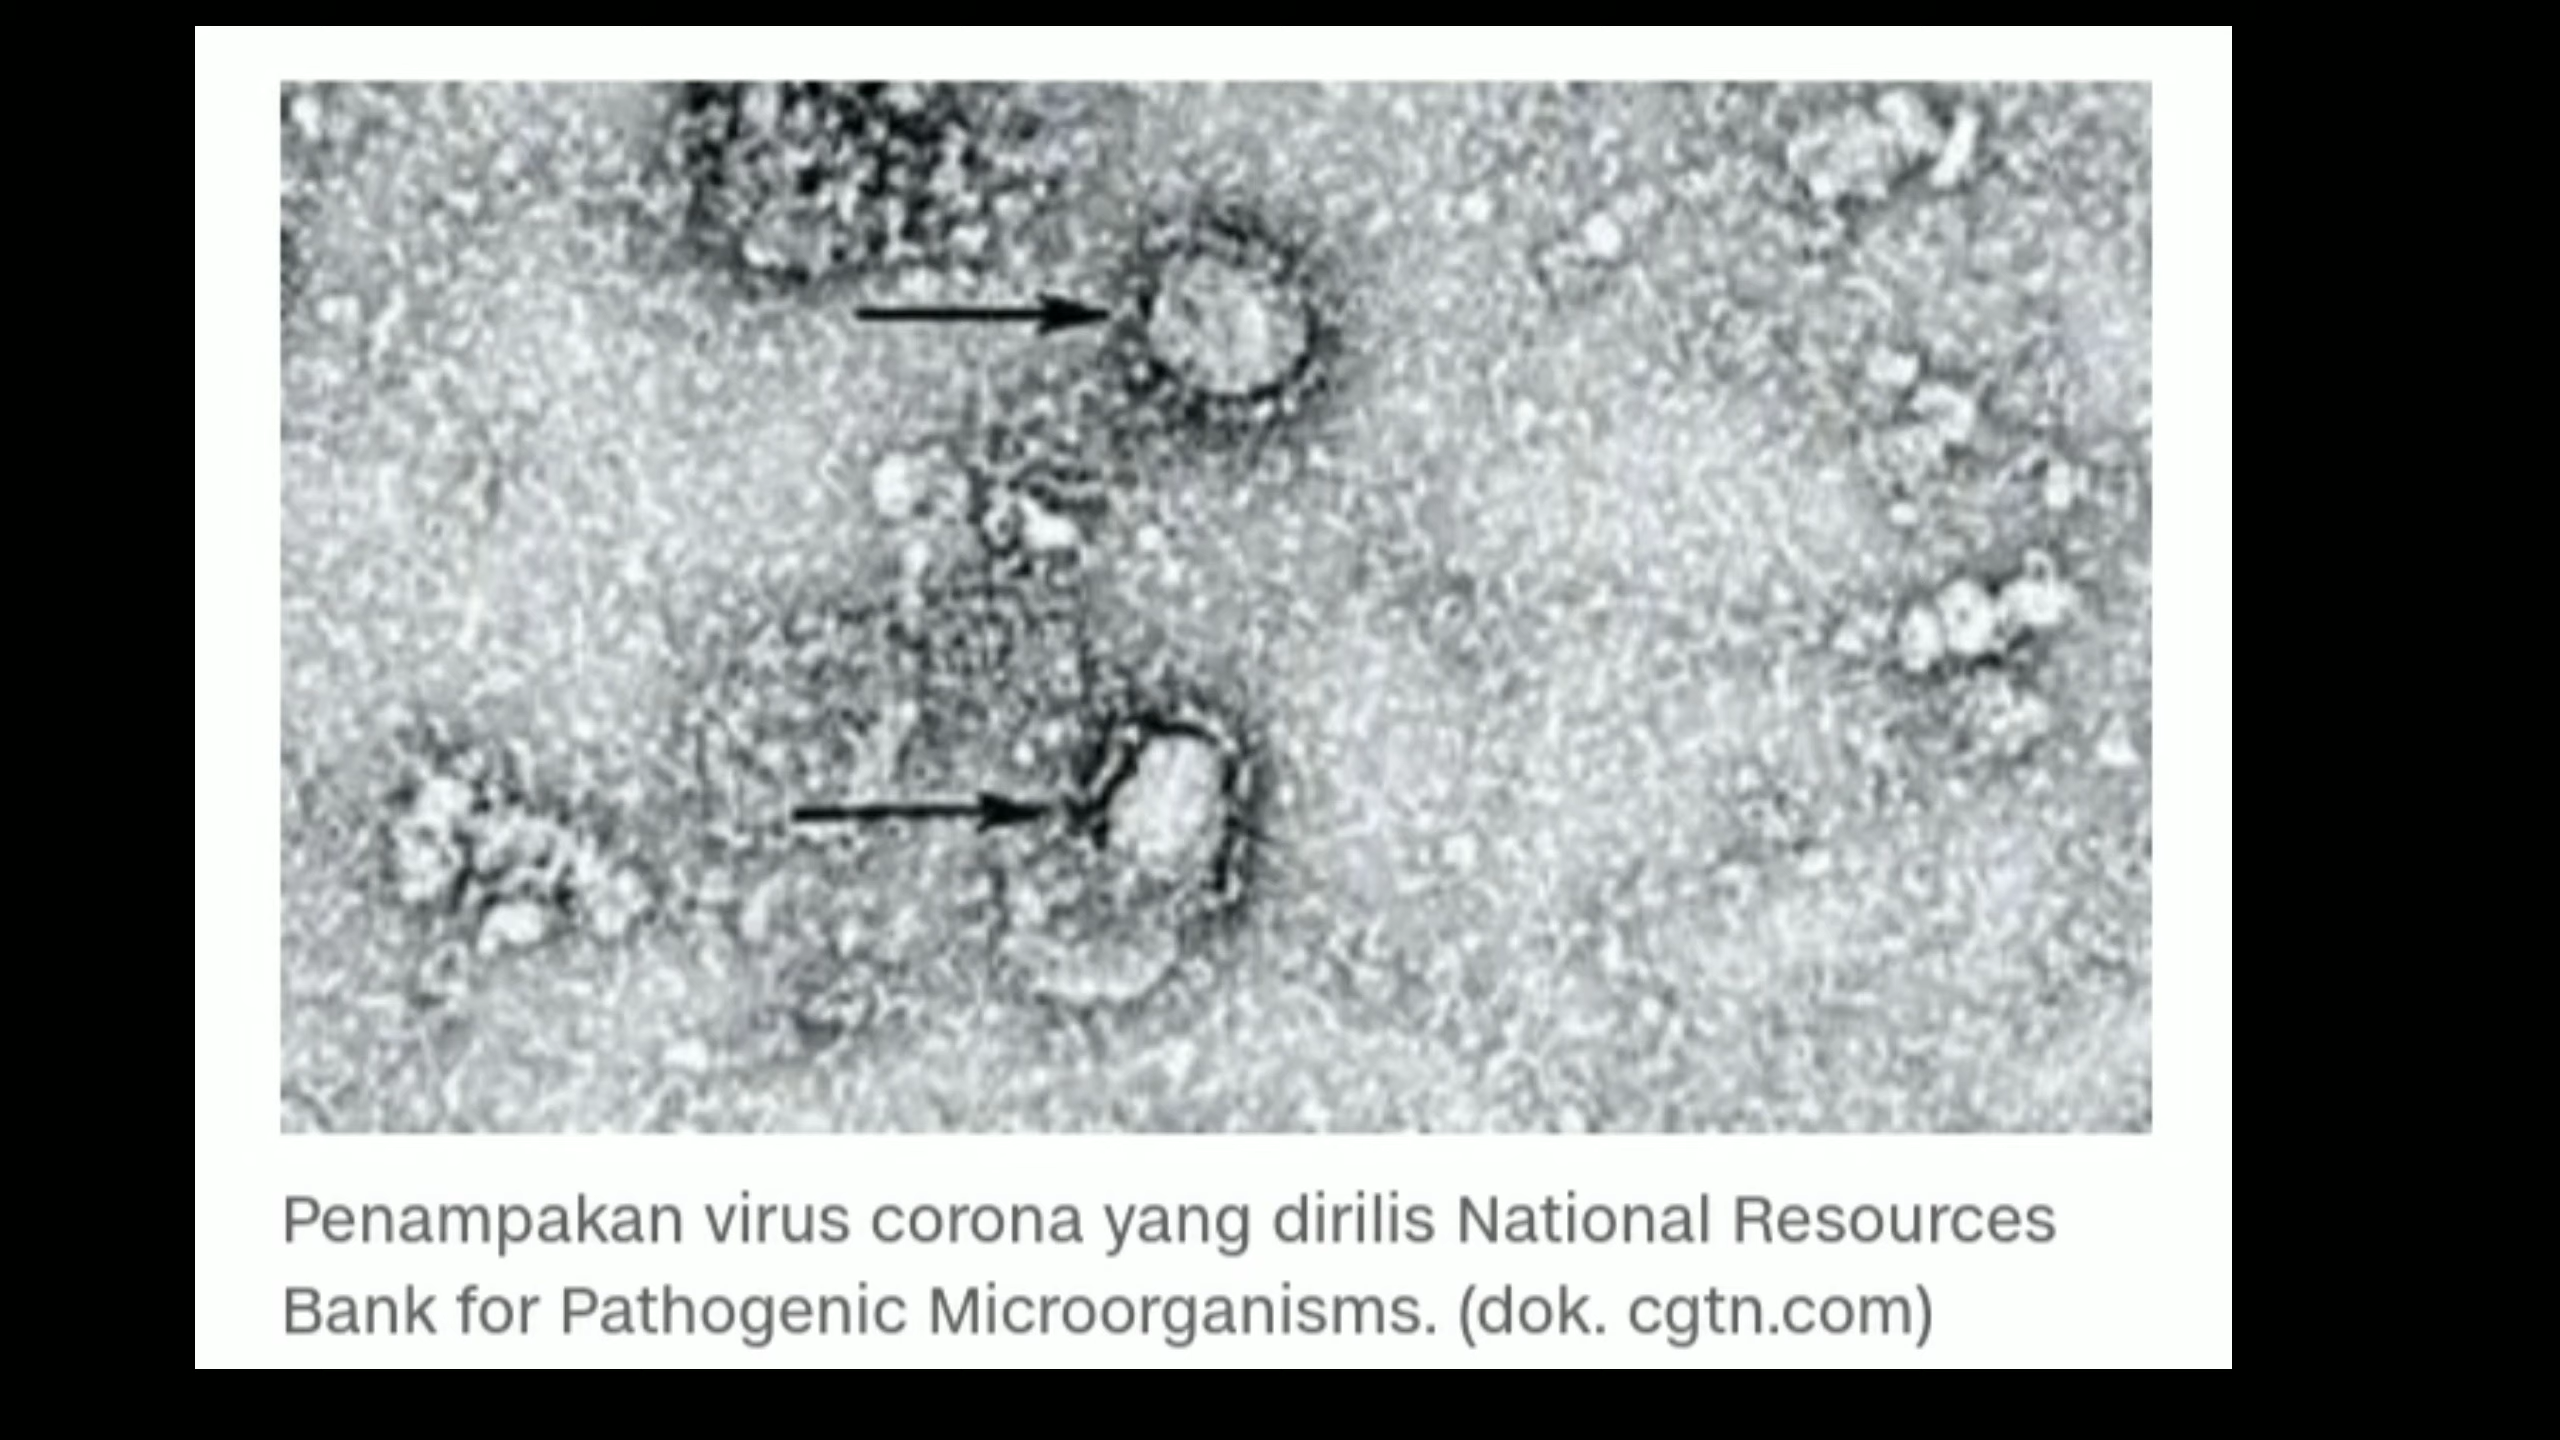 Penampakan virus corona yang dirilis National Resources
Bank for Pathogenic Microorganisms. (dok. cgtn.com)